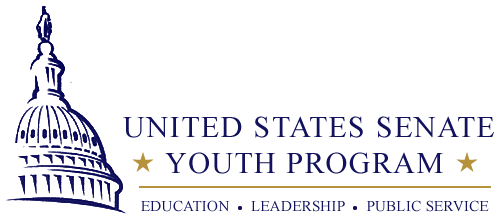 UNITED STATES SENATE
★ YOUTH PROGRAM ★
EDUCATION • LEADERSHIP • PUBLIC SERVICE